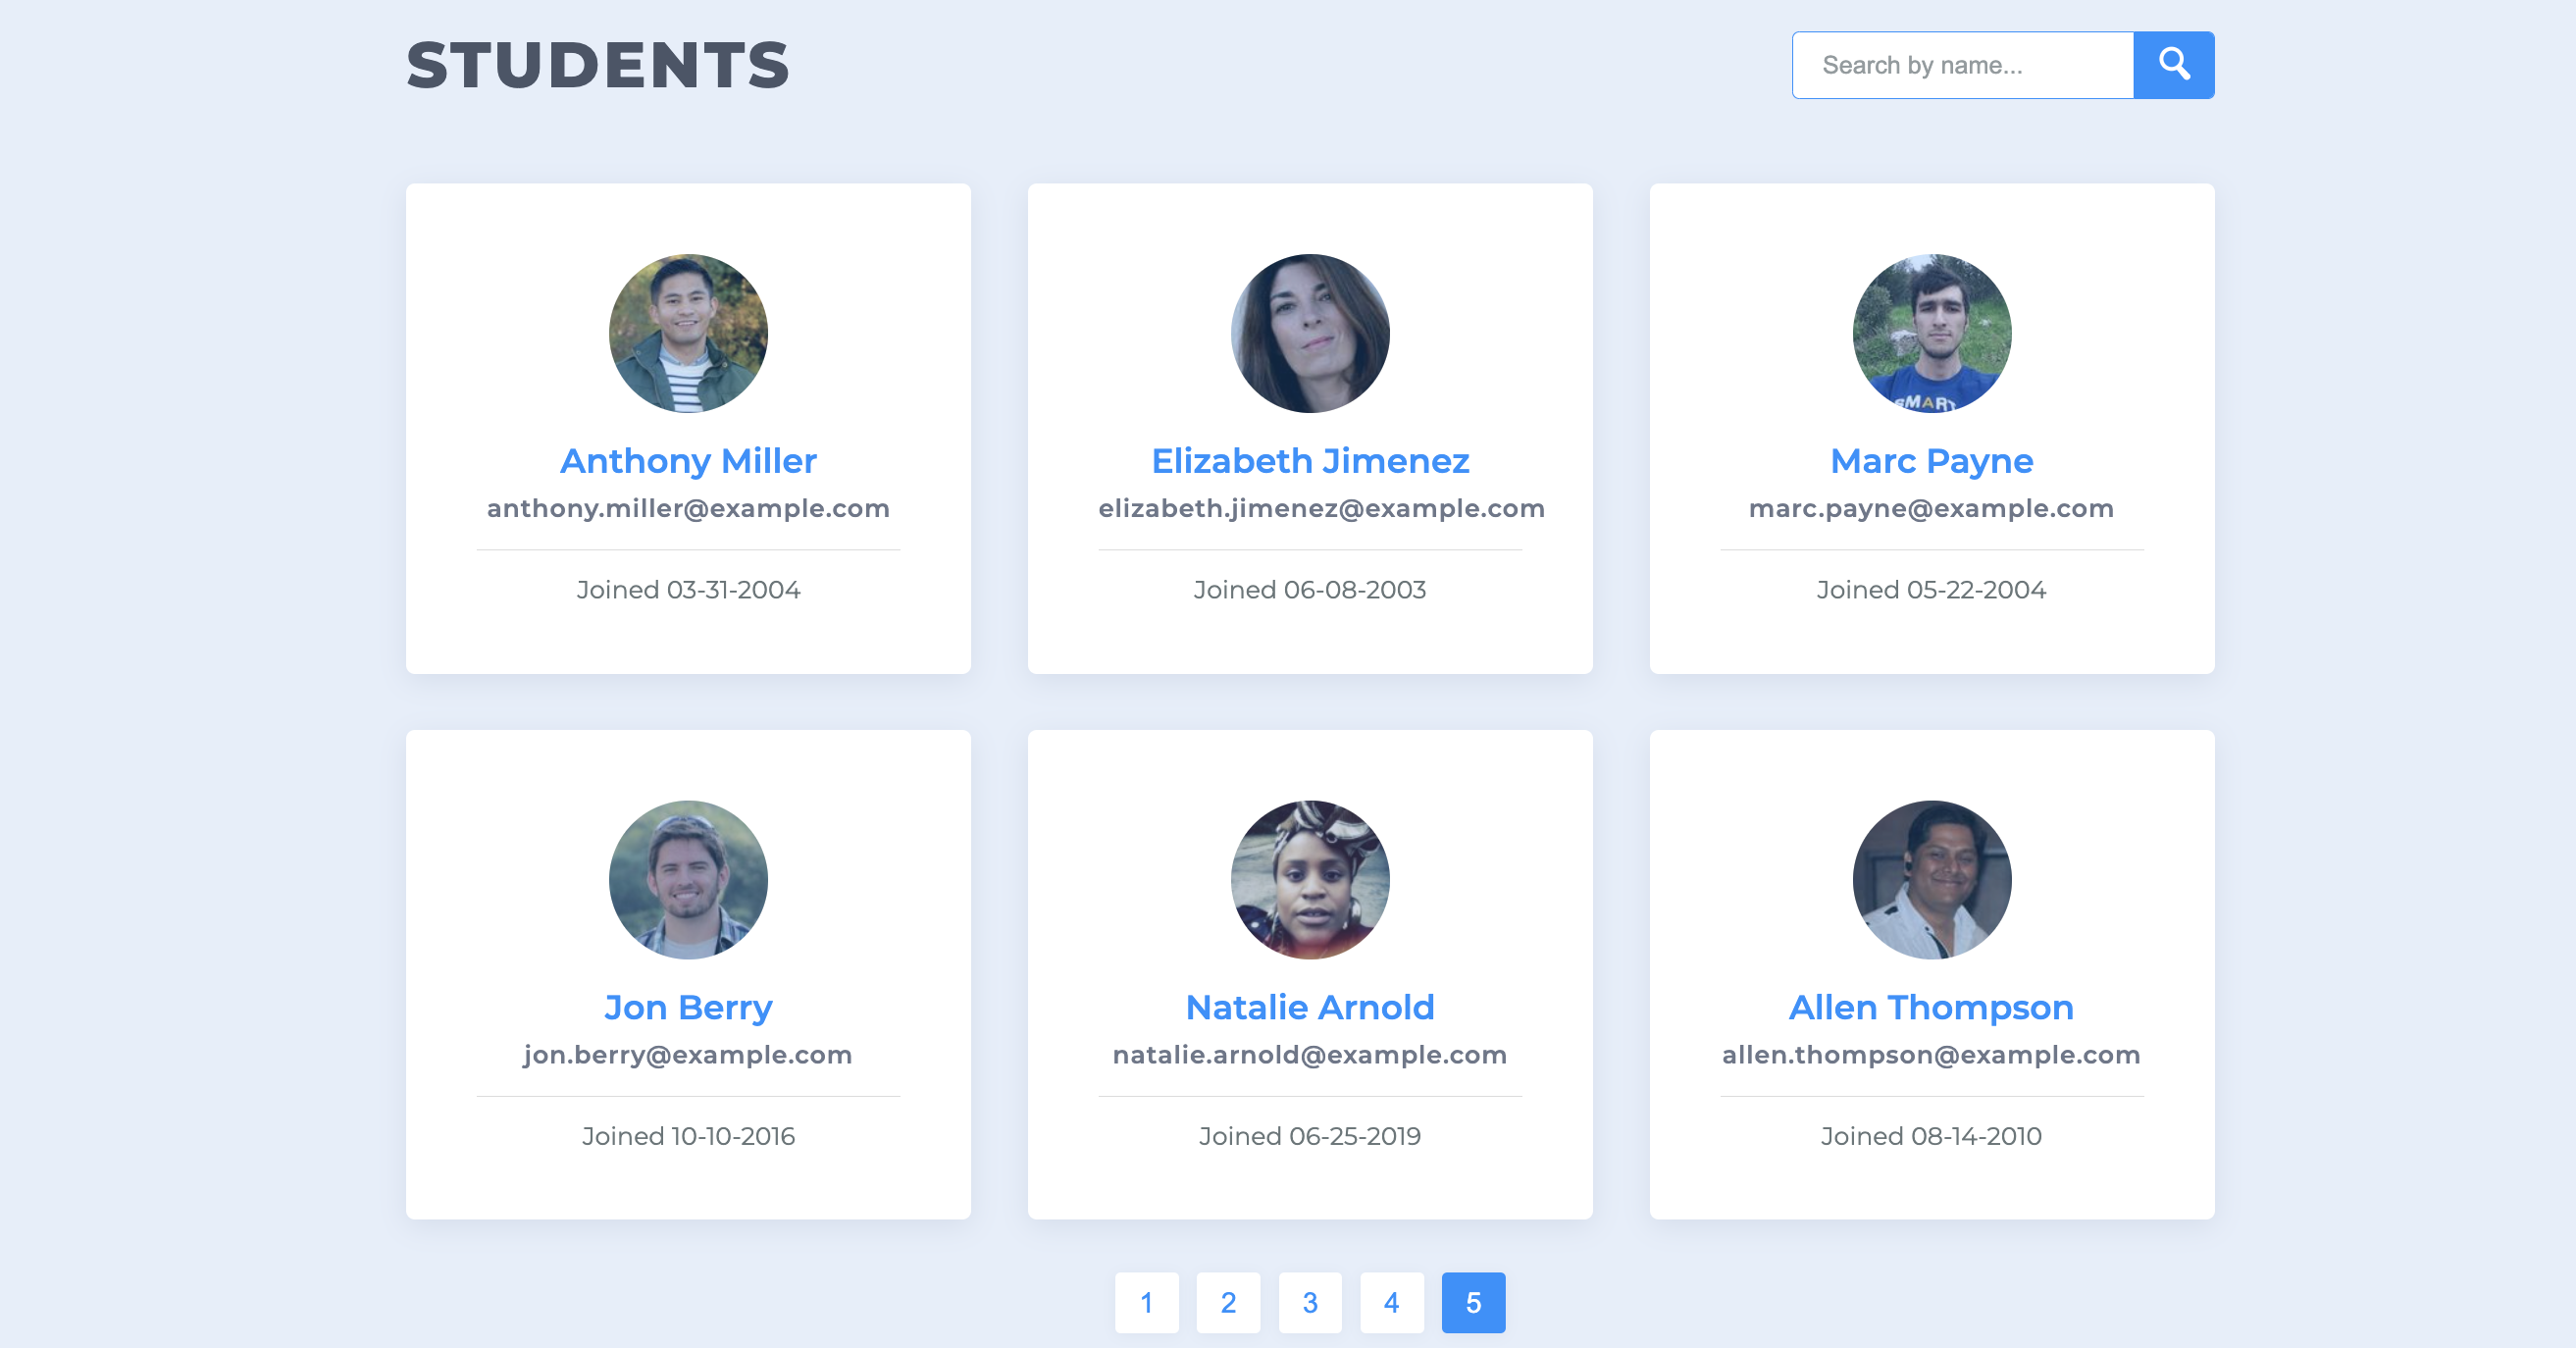 STUDENTS
Search by name...
Anthony Miller
anthony.miller@example.com
Joined 03-31-2004
Elizabeth Jimenez
elizabeth.jimenez@example.com
Joined 06-08-2003
SMART
Marc Payne
marc.payne@example.com
Joined 05-22-2004
Jon Berry
jon.berry@example.com
Joined 10-10-2016
Natalie Arnold
natalie.arnold@example.com
Joined 06-25-2019
Allen Thompson
allen.thompson@example.com
Joined 08-14-2010
1 2 3 4 5